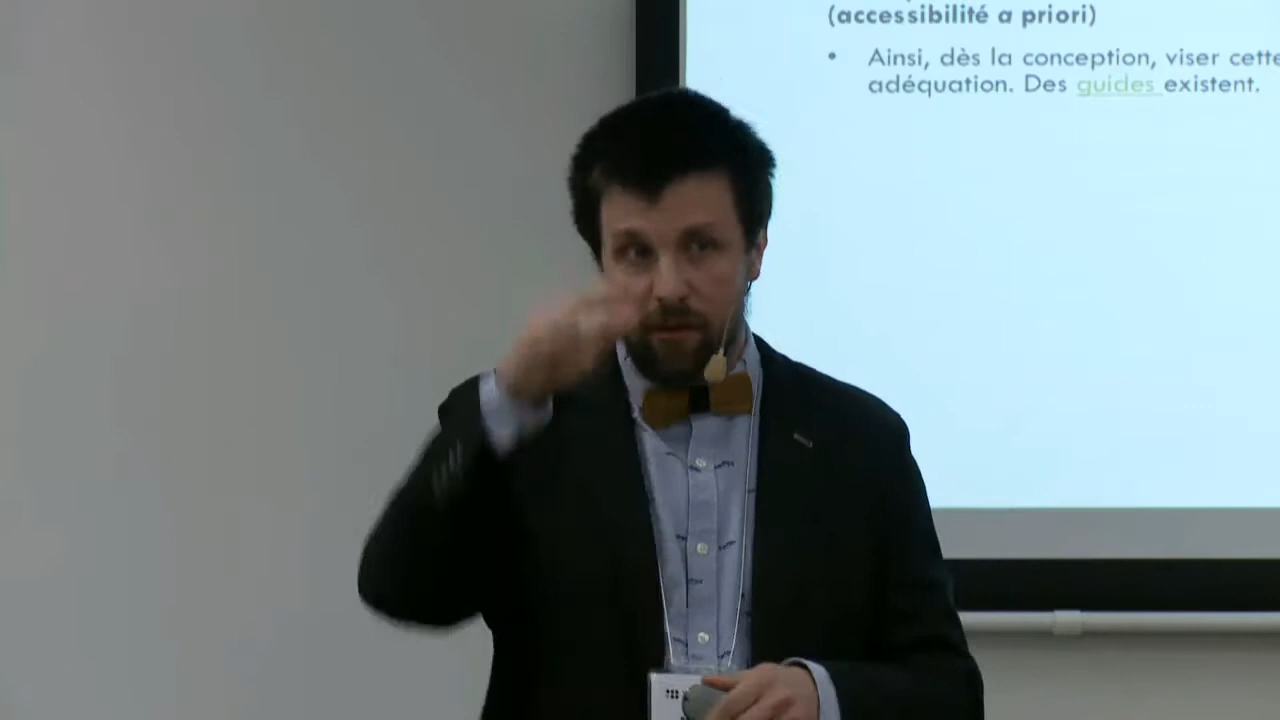 (accessibilité a priori)
• Ainsi, dès la conception, viser cette
adéquation. Des guides existent.